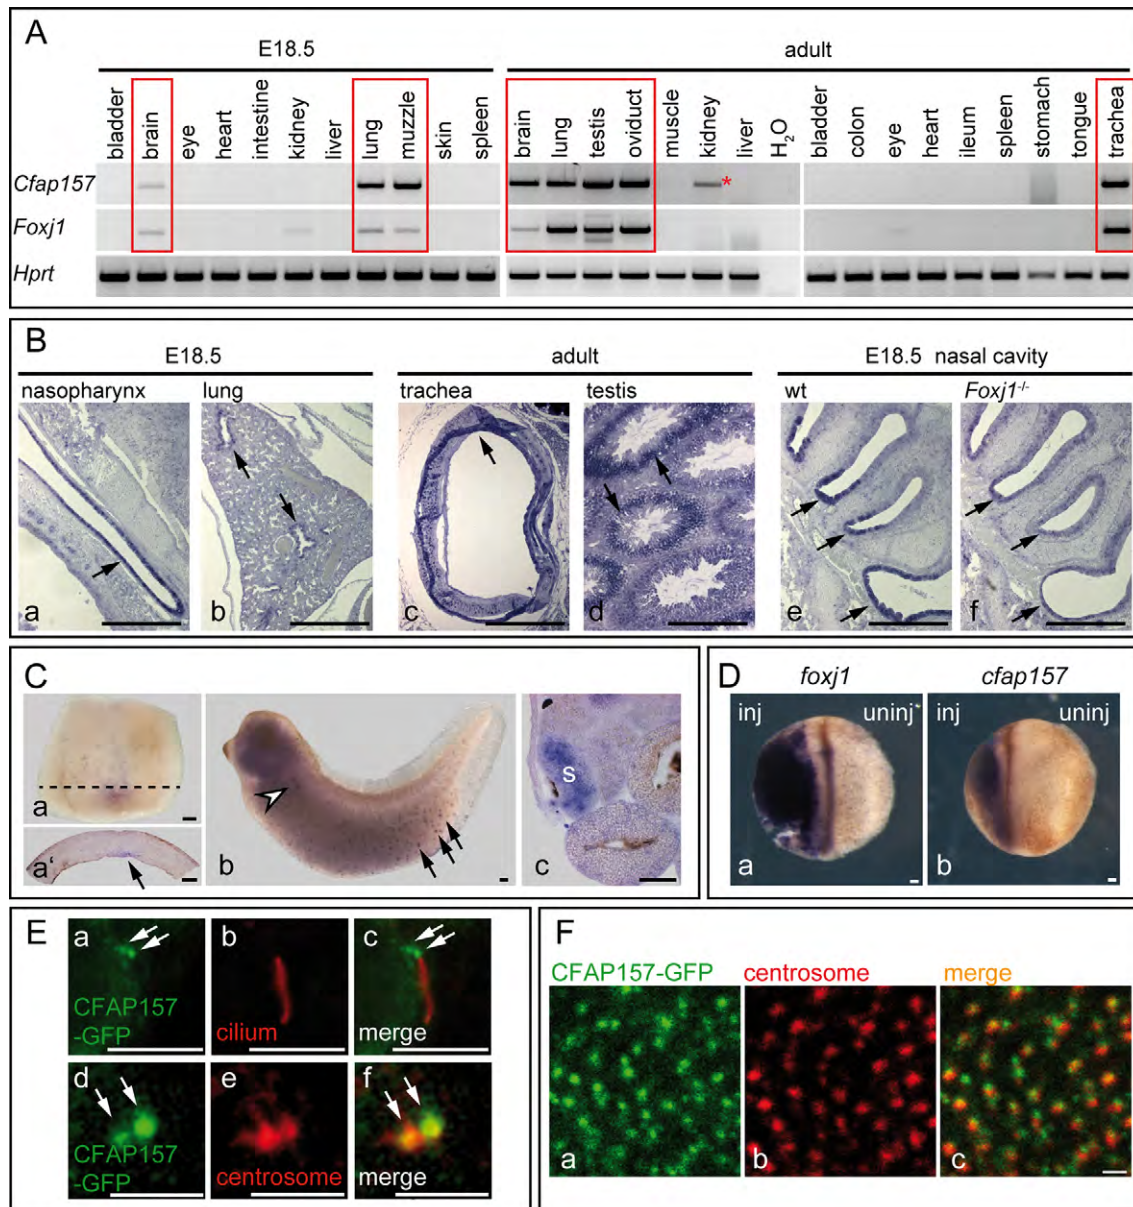 A
E18.5 adult
bladder brain eye heart intestine kidney liver lung muzzle skin spleen brain lung testis oviduct muscle kidney liver H₂O bladder colon eye heart ileum spleen stomach tongue trachea
Cfap157 *
Foxj1
Hprt
B
E18.5 adult E18.5 nasal cavity
nasopharynx lung trachea testis wt Foxj1⁻/⁻
a b c d e f
C
a
a'
b
s
c
D
foxj1 cfap157
inj uninj inj uninj
a b
E
a b c
CFAP157
-GFP cilium merge
d e f
CFAP157
-GFP centrosome merge
F
CFAP157-GFP centrosome merge
a b c